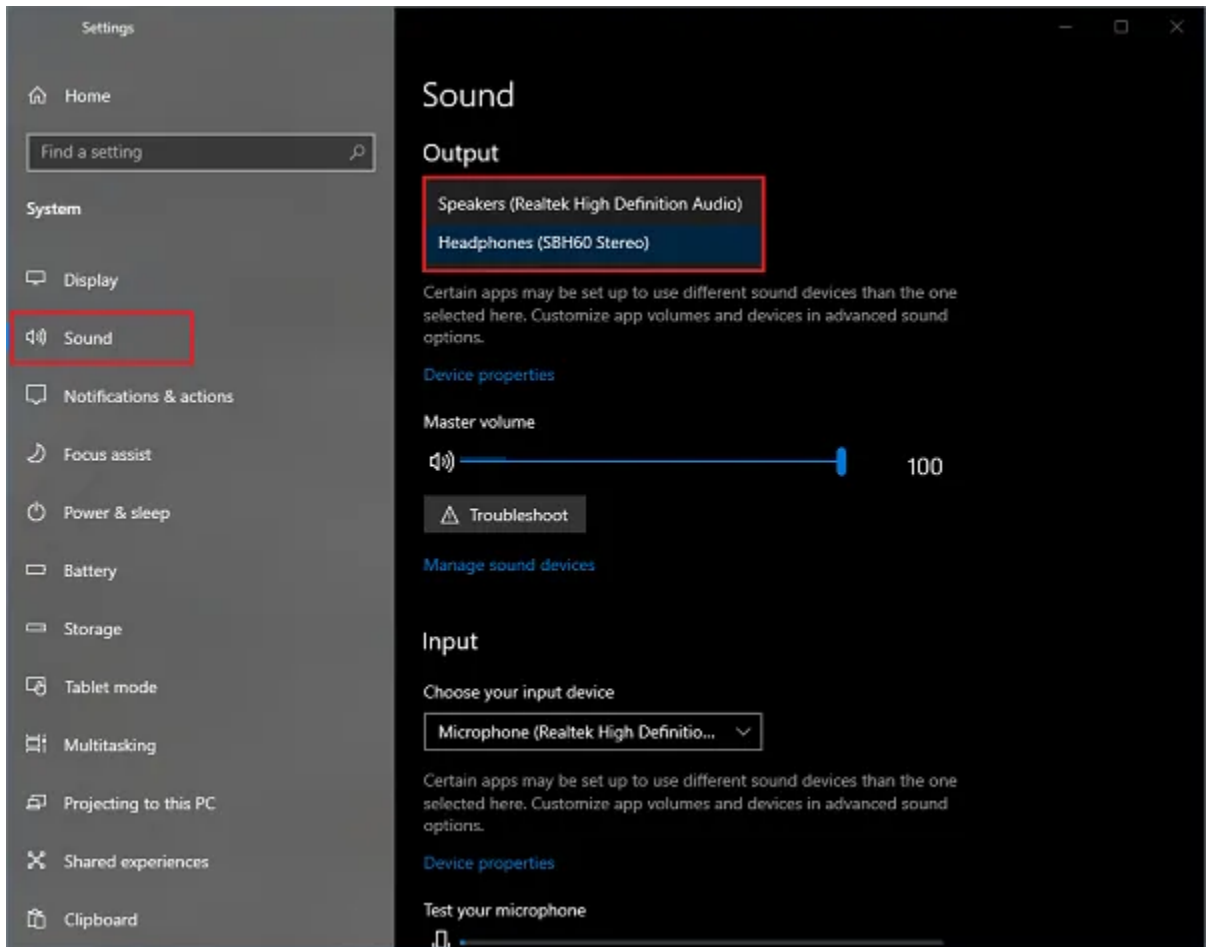 Settings
Home
Find a setting
System
Display
Sound
Notifications & actions
Focus assist
Power & sleep
Battery
Storage
Tablet mode
Multitasking
Projecting to this PC
Shared experiences
Clipboard
Sound
Output
Speakers (Realtek High Definition Audio)
Headphones (SBH60 Stereo)
Certain apps may be set up to use different sound devices than the one
selected here. Customize app volumes and devices in advanced sound
options.
Device properties
Master volume
100
Troubleshoot
Manage sound devices
Input
Choose your input device
Microphone (Realtek High Definitio...
Certain apps may be set up to use different sound devices than the one
selected here. Customize app volumes and devices in advanced sound
options.
Device properties
Test your microphone